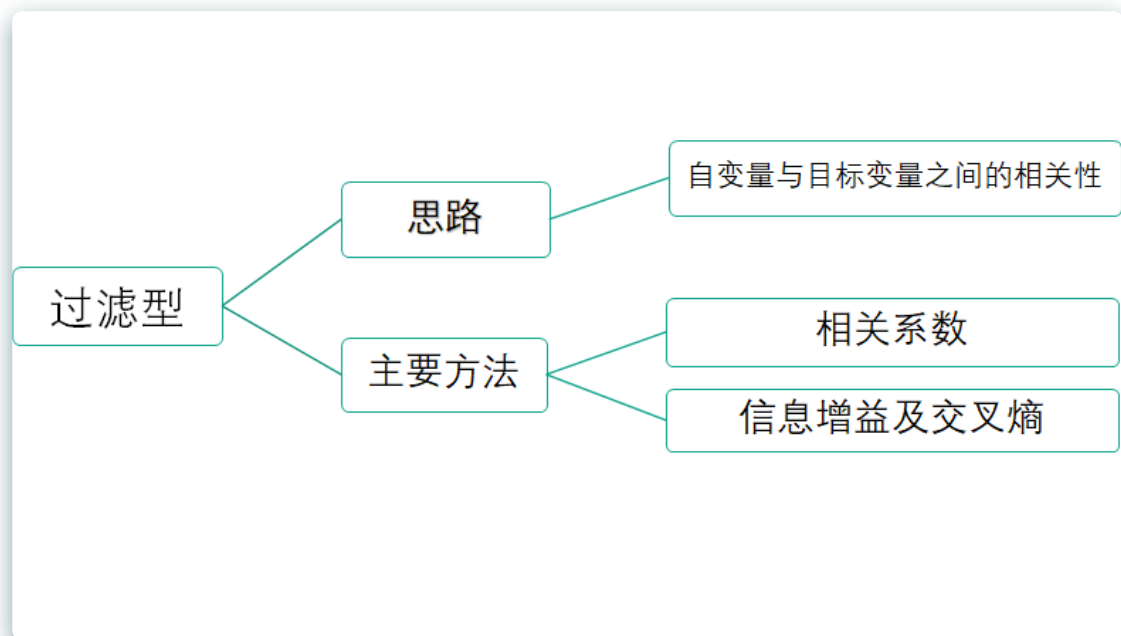 过滤型
思路
自变量与目标变量之间的相关性
主要方法
相关系数
信息增益及交叉熵